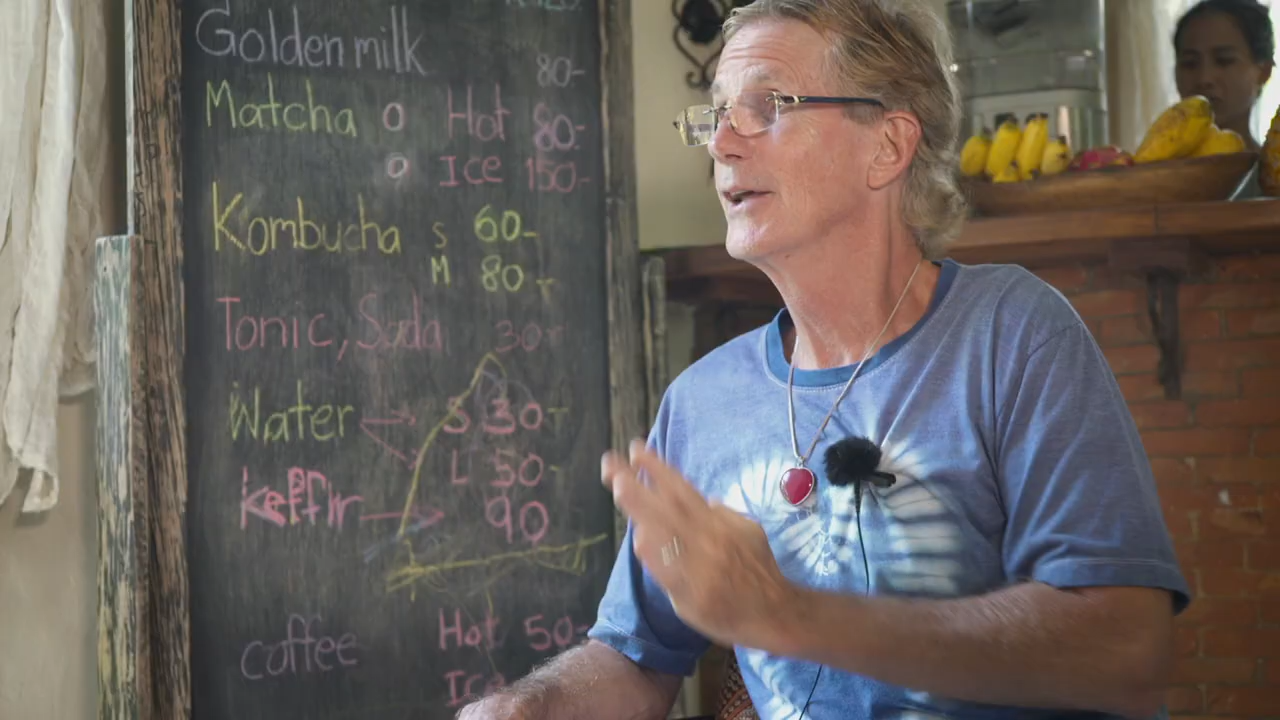 Golden milk 80-
Matcha O Hot 80-
O Ice 150-
Kombucha S 60-
M 80
Tonic, Soda 30
Water S 30
L 50-
90
coffee Hot 50-
Ice